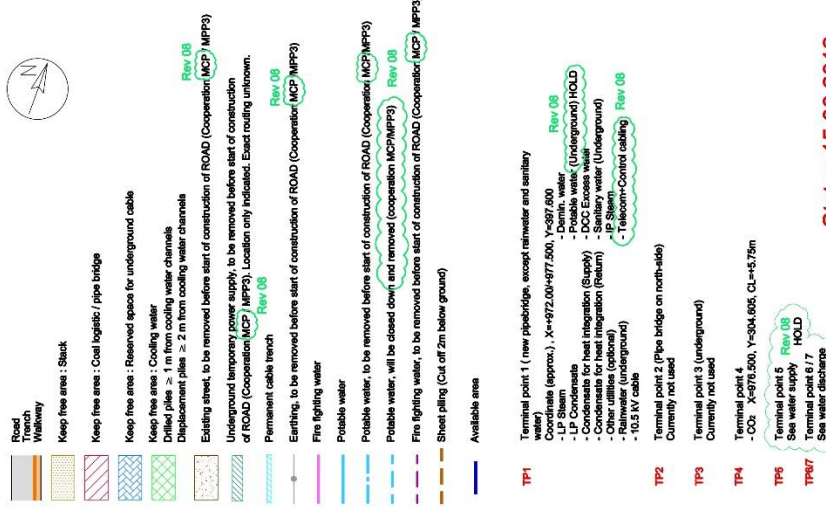 N
Road
Trench
Walkway
Keep free area : Stack
Keep free area : Coal logistic / pipe bridge
Keep free area : Reserved space for underground cable
Keep free area : Cooling water
Drilled piles ≥ 1 m from cooling water channels
Displacement piles ≥ 2 m from cooling water channels
Rev 08
Existing street, to be removed before start of construction of ROAD (Cooperation MCP / MPP3)
Underground temporary power supply, to be removed before start of construction
of ROAD (Cooperation MCP / MPP3). Location only indicated. Exact routing unknown.
Rev 08
Permanent cable trench
Rev 08
Earthing, to be removed before start of construction of ROAD (Cooperation MCP /MPP3)
Fire fighting water
Potable water
Potable water, to be removed before start of construction of ROAD (Cooperation MCP/MPP3)
Potable water, will be closed down and removed (cooperation MCP/MPP3) Rev 08
Fire fighting water, to be removed before start of construction of ROAD (Cooperation MCP / MPP3)
Sheet piling (Cut off 2m below ground)
Available area
TP1 Terminal point 1 ( new pipebridge, except rainwater and sanitary
water)
Coordinate (approx.) , X=+972.00/+977.500, Y=397.600
- LP Steam - Demin. water Rev 08
- LP Condensate - Potable water (Underground) HOLD
- Condensate for heat integration (Supply) - DCC Excess water
- Condensate for heat integration (Return) - Sanitary water (Underground)
- Other utilities (optional) - IP Steam
- Rainwater (underground) - Telecom+Control cabling Rev 08
- 10.5 kV cable
TP2 Terminal point 2 (Pipe bridge on north-side)
Currently not used
TP3 Terminal point 3 (underground)
Currently not used
TP4 Terminal point 4
- CO₂ X=976,500, Y=304.605, CL=+5.75m
TP5 Terminal point 5 Rev 08
Sea water supply HOLD
TP6/7 Terminal point 6 / 7
Sea water discharge